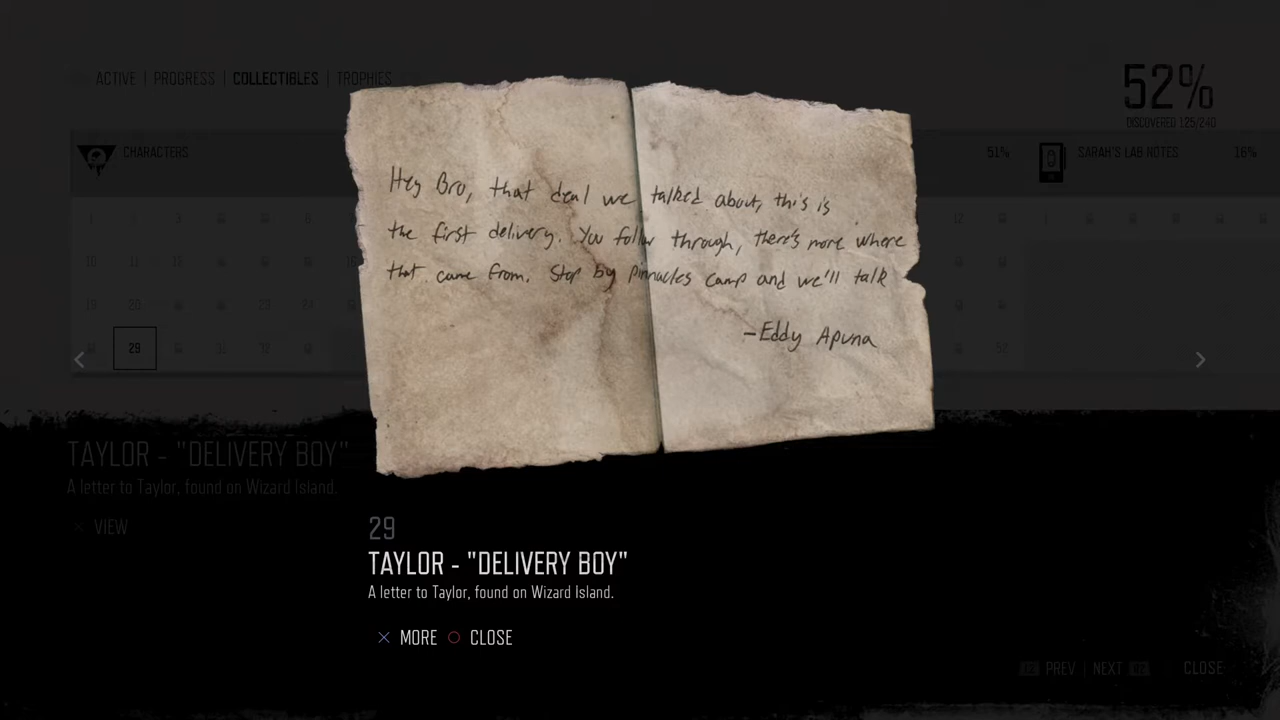 ACTIVE | PROGRESS | COLLECTIBLES | TROPHIES
52%
DISCOVERED 125/240
CHARACTERS
51%
SARAH'S LAB NOTES
16%
Hey Bro, that deal we talked about, this is
the first delivery. You follow through, there's more where
that came from. Stop by pinnacles camp and we'll talk
-Eddy Apuna
29
TAYLOR - "DELIVERY BOY"
A letter to Taylor, found on Wizard Island.
VIEW
29
TAYLOR - "DELIVERY BOY"
A letter to Taylor, found on Wizard Island.
MORE CLOSE
PREV | NEXT CLOSE